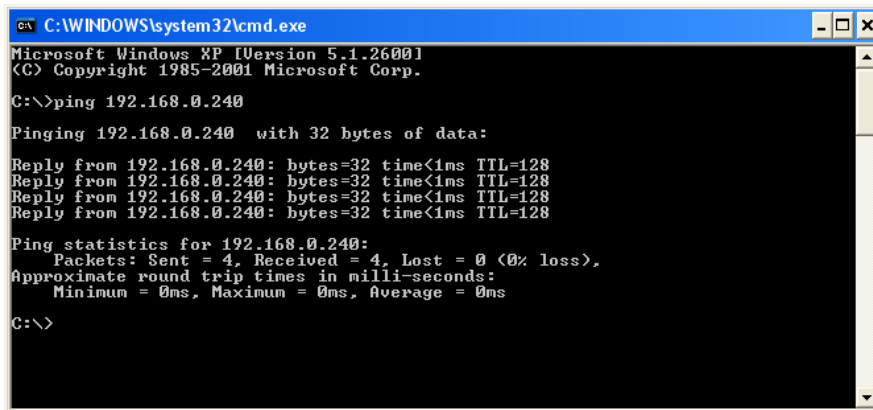 C:\WINDOWS\system32\cmd.exe
Microsoft Windows XP [Version 5.1.2600]
(C) Copyright 1985-2001 Microsoft Corp.
C:\>ping 192.168.0.240
Pinging 192.168.0.240  with 32 bytes of data:
Reply from 192.168.0.240: bytes=32 time<1ms TTL=128
Reply from 192.168.0.240: bytes=32 time<1ms TTL=128
Reply from 192.168.0.240: bytes=32 time<1ms TTL=128
Reply from 192.168.0.240: bytes=32 time<1ms TTL=128
Ping statistics for 192.168.0.240:
    Packets: Sent = 4, Received = 4, Lost = 0 (0% loss),
Approximate round trip times in milli-seconds:
    Minimum = 0ms, Maximum = 0ms, Average = 0ms
C:\>